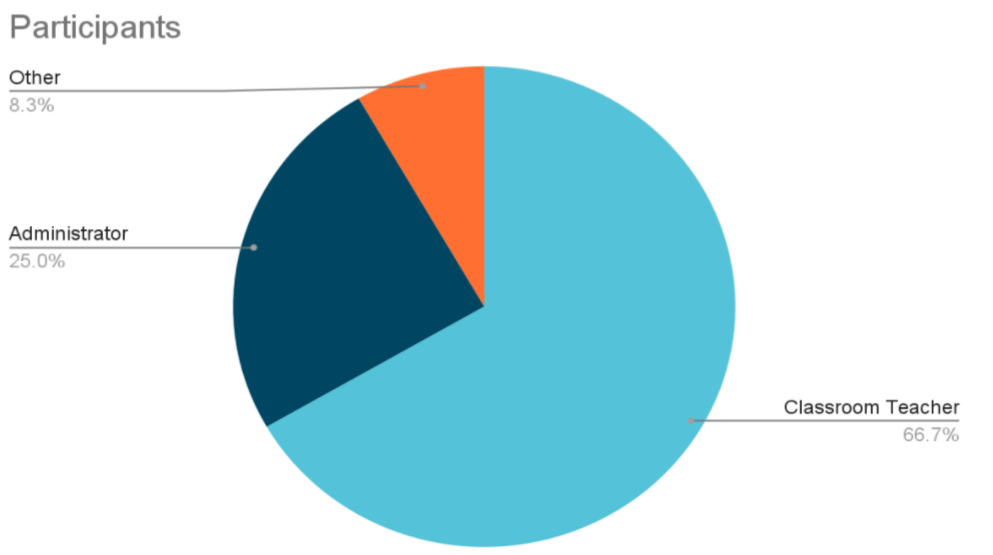 Participants
Other
8.3%
Administrator
25.0%
Classroom Teacher
66.7%